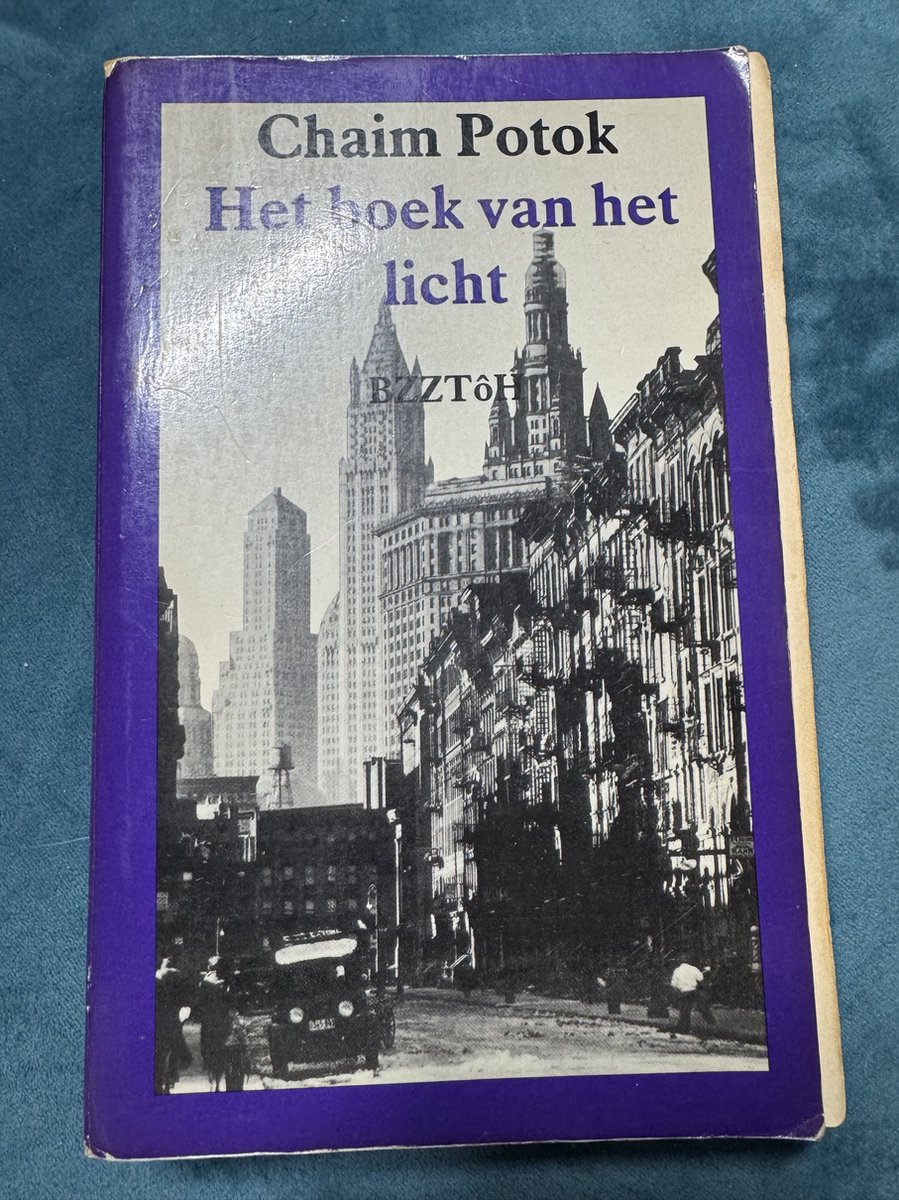 Chaim Potok
Het boek van het
licht
BZZTôH